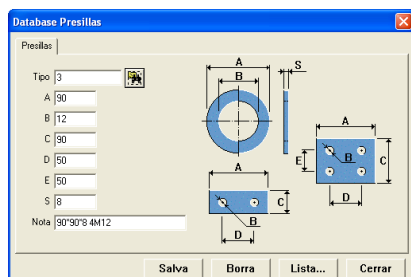 Database Presillas
Presillas
Tipo 3
A 90
B 12
C 90
D 50
E 50
S 8
Nota 90*90*8 4M12
A
B
S
A
B
C
D
A
B
C
E
D
Salva Borra Lista... Cerrar